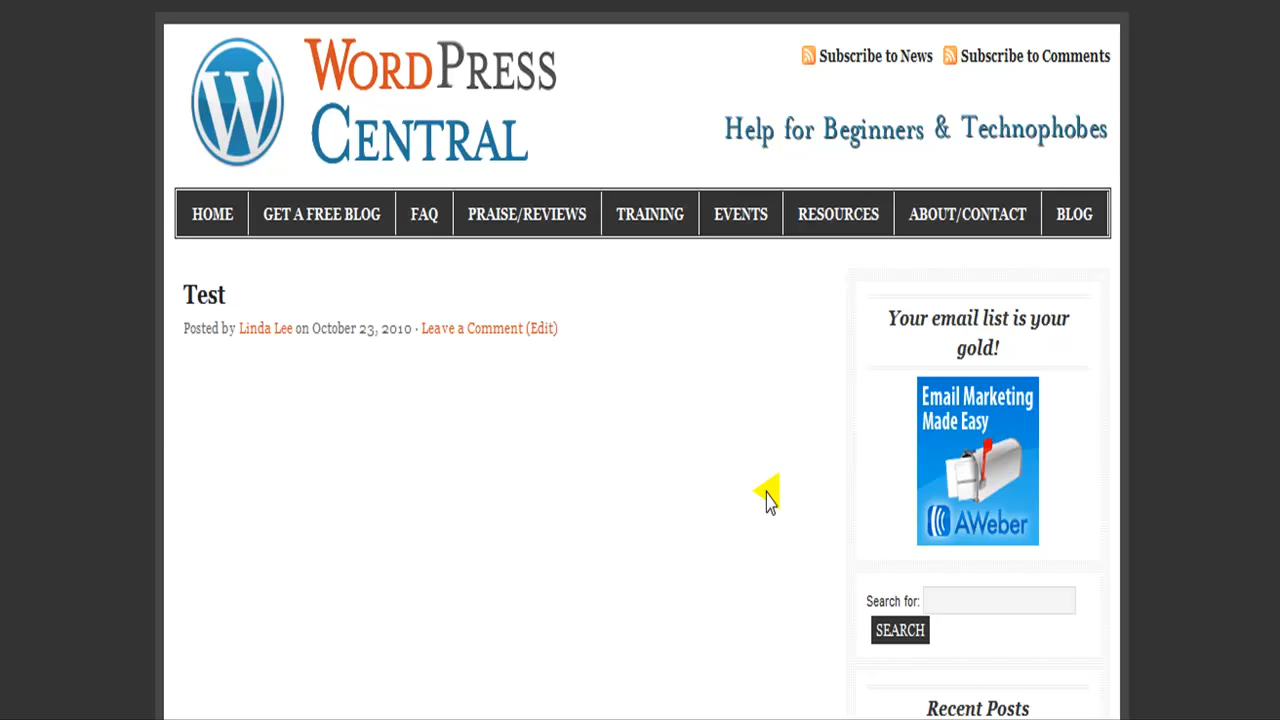 WORDPRESS
CENTRAL
Subscribe to News Subscribe to Comments
Help for Beginners & Technophobes
HOME GET A FREE BLOG FAQ PRAISE/REVIEWS TRAINING EVENTS RESOURCES ABOUT/CONTACT BLOG
Test
Posted by Linda Lee on October 23, 2010 · Leave a Comment (Edit)
Your email list is your
gold!
Email Marketing
Made Easy
AWeber
Search for:
SEARCH
Recent Posts